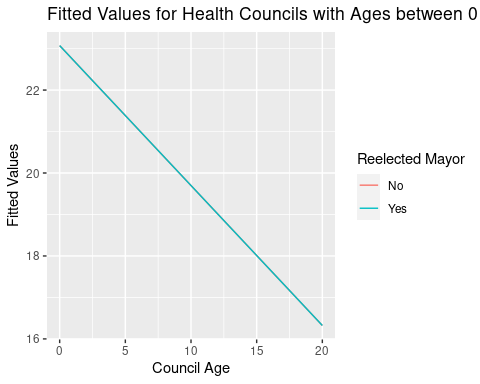 Fitted Values for Health Councils with Ages between 0
22
20
18
16
0 5 10 15 20
Fitted Values
Council Age
Reelected Mayor
No
Yes